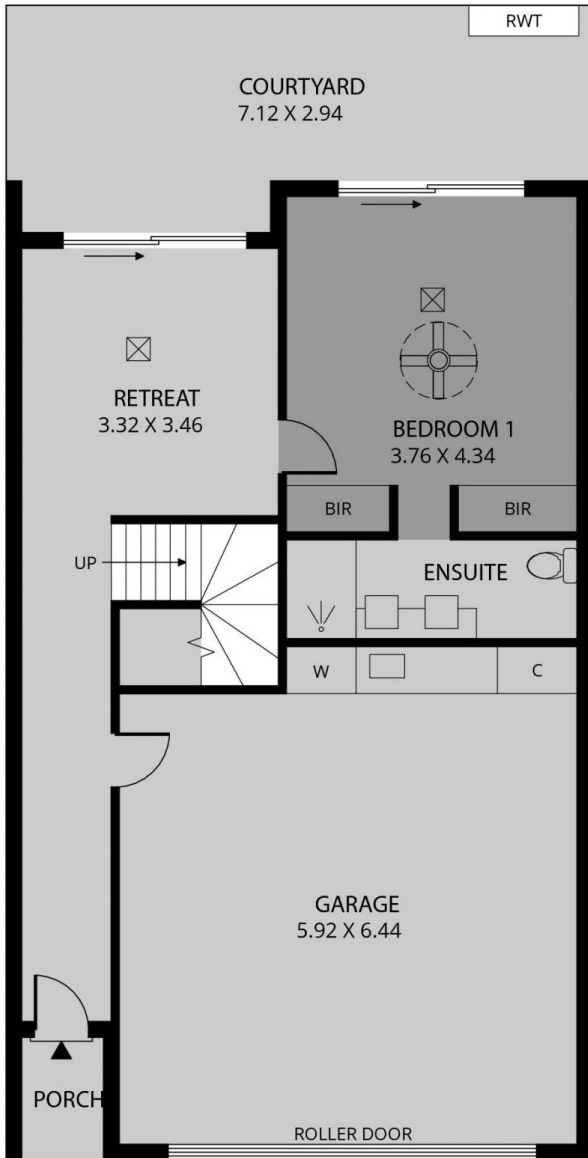 RWT
COURTYARD
7.12 X 2.94
RETREAT
3.32 X 3.46
BEDROOM 1
3.76 X 4.34
BIR
BIR
UP
ENSUITE
W
C
GARAGE
5.92 X 6.44
PORCH
ROLLER DOOR